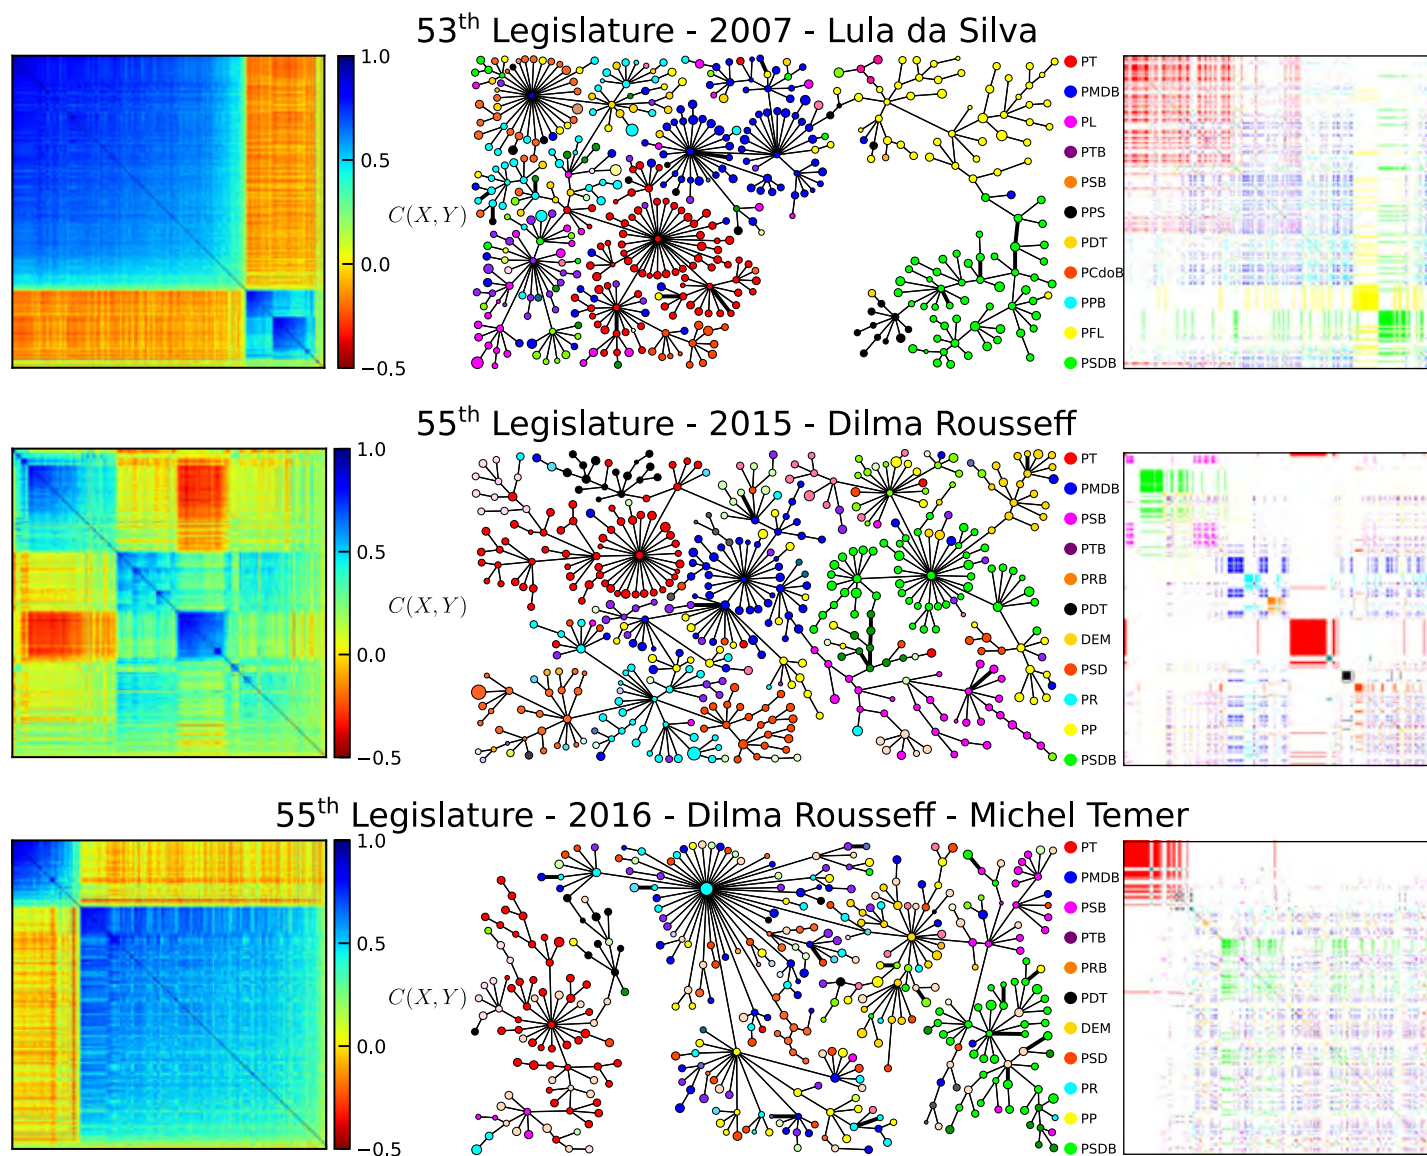 53th Legislature - 2007 - Lula da Silva
1.0
0.5
0.0
−0.5
C(X, Y)
PT
PMDB
PL
PTB
PSB
PPS
PDT
PCdoB
PPB
PFL
PSDB
55th Legislature - 2015 - Dilma Rousseff
1.0
0.5
0.0
−0.5
C(X, Y)
PT
PMDB
PSB
PTB
PRB
PDT
DEM
PSD
PR
PP
PSDB
55th Legislature - 2016 - Dilma Rousseff - Michel Temer
1.0
0.5
0.0
−0.5
C(X, Y)
PT
PMDB
PSB
PTB
PRB
PDT
DEM
PSD
PR
PP
PSDB